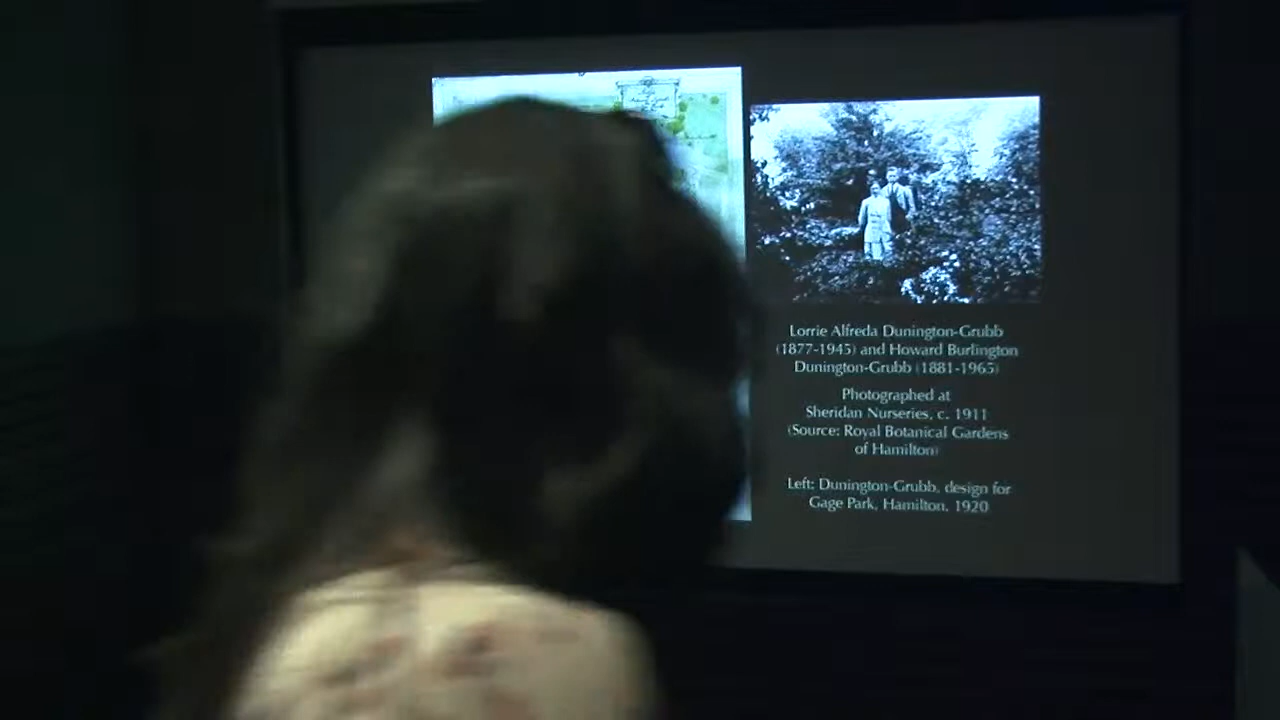 Lorrie Alfreda Dunington-Grubb
(1877-1945) and Howard Burlington
Dunington-Grubb (1881-1965)
Photographed at
Sheridan Nurseries, c. 1911
(Source: Royal Botanical Gardens
of Hamilton)
Left: Dunington-Grubb, design for
Gage Park, Hamilton, 1920